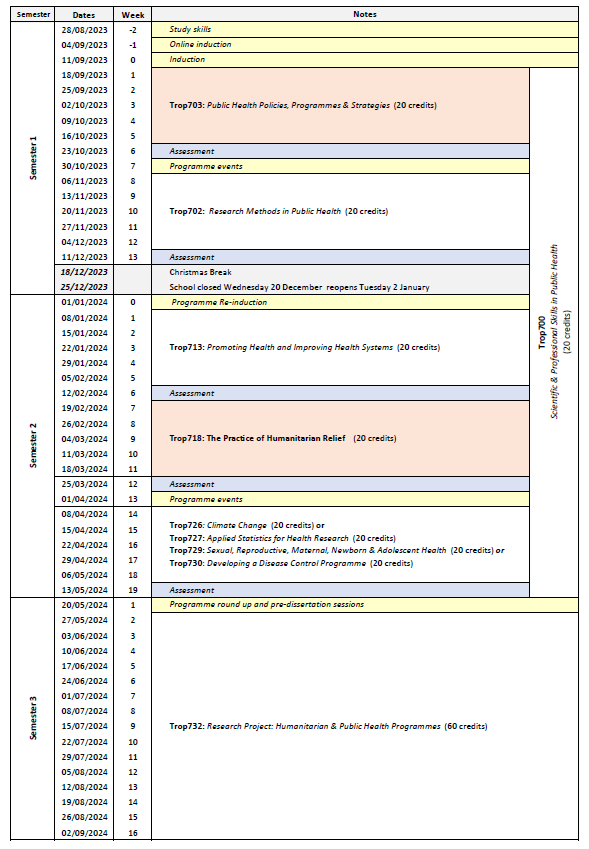 Semester Dates Week Notes
28/08/2023 -2 Study skills
04/09/2023 -1 Online induction
11/09/2023 0 Induction
18/09/2023 1
25/09/2023 2
02/10/2023 3 Trop703: Public Health Policies, Programmes & Strategies (20 credits)
09/10/2023 4
16/10/2023 5
Semester 1
23/10/2023 6 Assessment
30/10/2023 7 Programme events
06/11/2023 8
13/11/2023 9
20/11/2023 10 Trop702: Research Methods in Public Health (20 credits)
27/11/2023 11
04/12/2023 12
11/12/2023 13 Assessment
18/12/2023 Christmas Break
25/12/2023 School closed Wednesday 20 December reopens Tuesday 2 January
Trop700
Scientific & Professional Skills in Public Health
(20 credits)
01/01/2024 0 Programme Re-induction
08/01/2024 1
15/01/2024 2
22/01/2024 3 Trop713: Promoting Health and Improving Health Systems (20 credits)
29/01/2024 4
05/02/2024 5
12/02/2024 6 Assessment
19/02/2024 7
26/02/2024 8
Semester 2
04/03/2024 9 Trop718: The Practice of Humanitarian Relief (20 credits)
11/03/2024 10
18/03/2024 11
25/03/2024 12 Assessment
01/04/2024 13 Programme events
08/04/2024 14
Trop726: Climate Change (20 credits) or
15/04/2024 15
Trop727: Applied Statistics for Health Research (20 credits)
22/04/2024 16
Trop729: Sexual, Reproductive, Maternal, Newborn & Adolescent Health (20 credits) or
29/04/2024 17
Trop730: Developing a Disease Control Programme (20 credits)
06/05/2024 18
13/05/2024 19 Assessment
20/05/2024 1 Programme round up and pre-dissertation sessions
27/05/2024 2
03/06/2024 3
10/06/2024 4
17/06/2024 5
24/06/2024 6
01/07/2024 7
08/07/2024 8
Semester 3
15/07/2024 9 Trop732: Research Project: Humanitarian & Public Health Programmes (60 credits)
22/07/2024 10
29/07/2024 11
05/08/2024 12
12/08/2024 13
19/08/2024 14
26/08/2024 15
02/09/2024 16